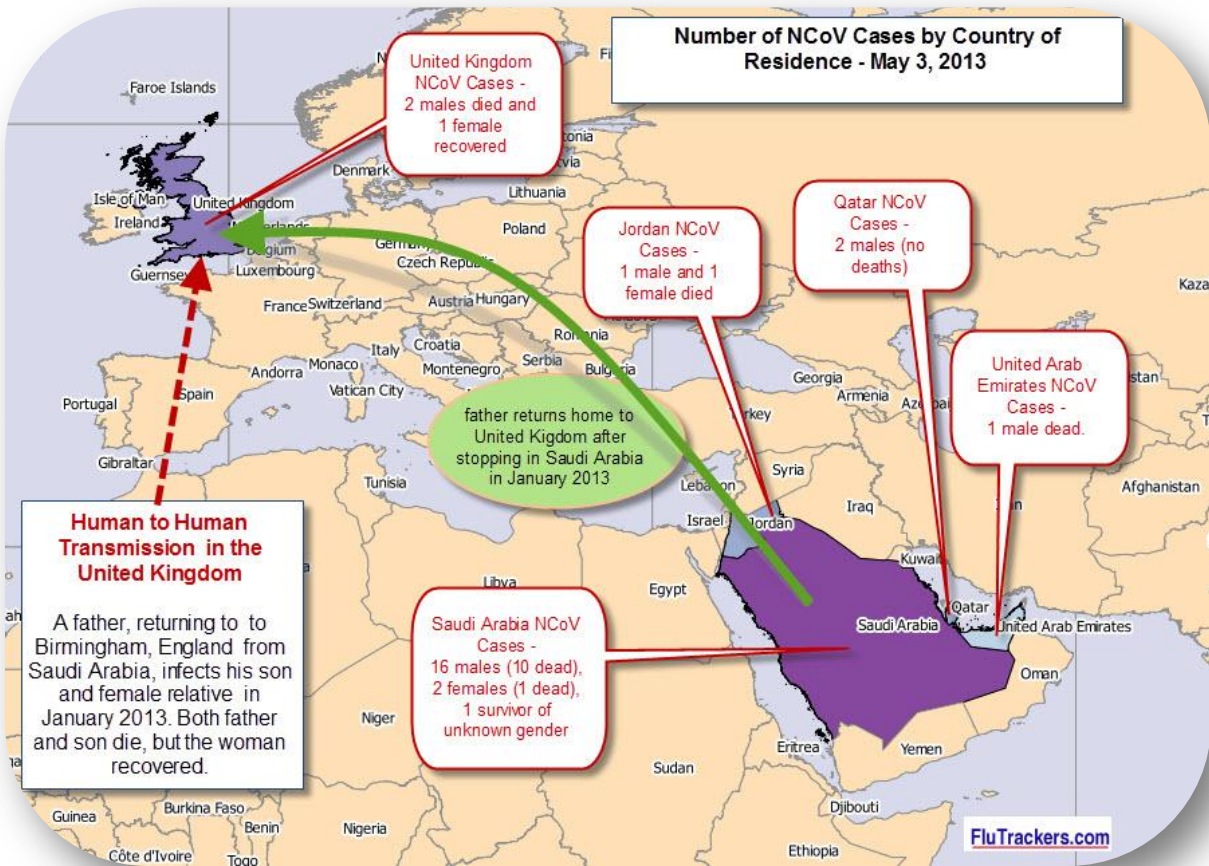 Number of NCoV Cases by Country of
Residence - May 3, 2013
United Kingdom
NCoV Cases -
2 males died and
1 female
recovered
Jordan NCoV
Cases -
1 male and 1
female died
Qatar NCoV
Cases -
2 males (no
deaths)
United Arab
Emirates NCoV
Cases -
1 male dead.
father returns home to
United Kigdom after
stopping in Saudi Arabia
in January 2013
Human to Human
Transmission in the
United Kingdom
A father, returning to to
Birmingham, England from
Saudi Arabia, infects his son
and female relative in
January 2013. Both father
and son die, but the woman
recovered.
Saudi Arabia NCoV
Cases -
16 males (10 dead),
2 females (1 dead),
1 survivor of
unknown gender
Faroe Islands
Denmark
Lithuania
Isle of Man
United Kingdom
Ireland
Poland
Belgium
Czech Republic
Guernsey
Luxembourg
France
Switzerland
Austria
Hungary
Romania
Croatia
Italy
Monaco
Serbia
Andorra
Montenegro
Bulgaria
Georgia
Spain
Vatican City
Armenia
Portugal
Gibraltar
Tunisia
Syria
Lebanon
Afghanistan
Iraq
Israel
Jordan
Kuwait
Libya
Egypt
Qatar
Saudi Arabia
United Arab Emirates
Oman
Niger
Eritrea
Yemen
Sudan
Djibouti
Guinea
Burkina Faso
Benin
Nigeria
Côte d'Ivoire
Togo
Ethiopia
FluTrackers.com